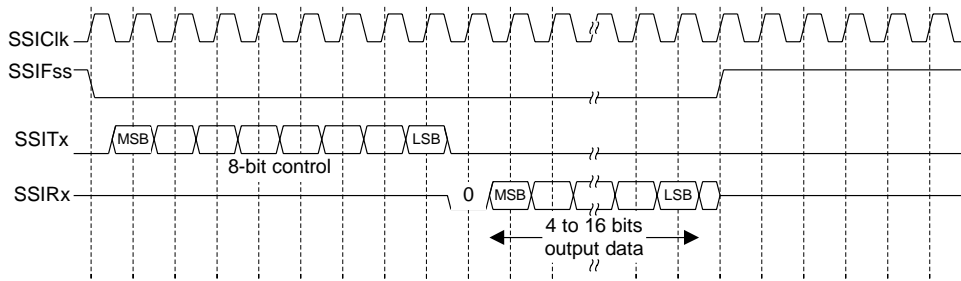 SSIClk
SSIFss
SSITx
MSB
LSB
8-bit control
SSIRx
0
MSB
LSB
4 to 16 bits
output data